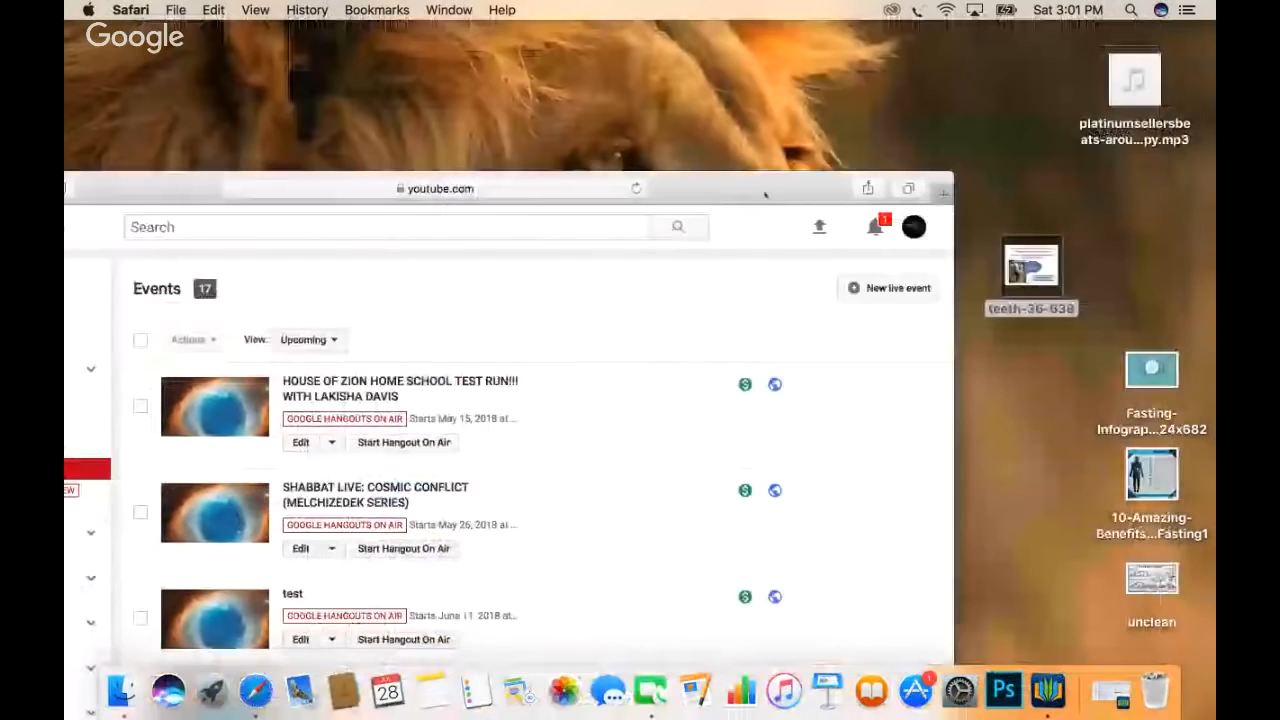 Safari File Edit View History Bookmarks Window Help Sat 3:01 PM
Google
platinumsellersbe
ats-arou...py.mp3
youtube.com
Search
1
Events 17
New live event
teeth-36-638
Actions View: Upcoming
HOUSE OF ZION HOME SCHOOL TEST RUN!!!
WITH LAKISHA DAVIS
GOOGLE HANGOUTS ON AIR Starts May 15, 2018 at ...
Edit Start Hangout On Air
Fasting-
Infograp...24x682
SHABBAT LIVE: COSMIC CONFLICT
(MELCHIZEDEK SERIES)
GOOGLE HANGOUTS ON AIR Starts May 26, 2018 at ...
Edit Start Hangout On Air
10-Amazing-
Benefits...Fasting1
test
GOOGLE HANGOUTS ON AIR Starts June 11, 2018 at...
Edit Start Hangout On Air
unclean
28
1
Ps